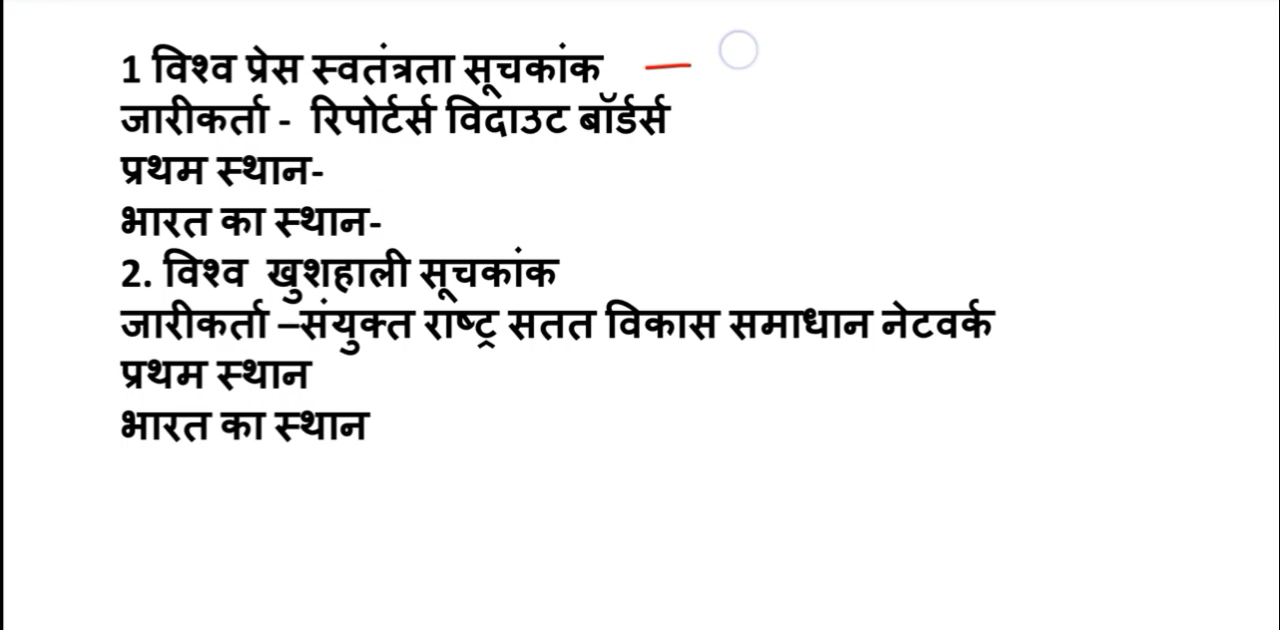 1 विश्व प्रेस स्वतंत्रता सूचकांक
जारीकर्ता - रिपोर्टर्स विदाउट बॉर्डर्स
प्रथम स्थान-
भारत का स्थान-
2. विश्व खुशहाली सूचकांक
जारीकर्ता –संयुक्त राष्ट्र सतत विकास समाधान नेटवर्क
प्रथम स्थान
भारत का स्थान